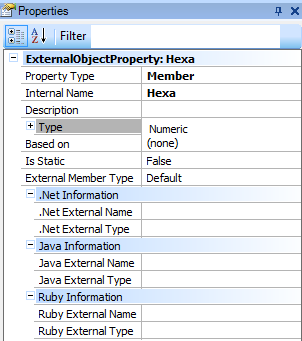 Properties
Filter
ExternalObjectProperty: Hexa
Property Type Member
Internal Name Hexa
Description
Type Numeric
Based on (none)
Is Static False
External Member Type Default
.Net Information
.Net External Name
.Net External Type
Java Information
Java External Name
Java External Type
Ruby Information
Ruby External Name
Ruby External Type